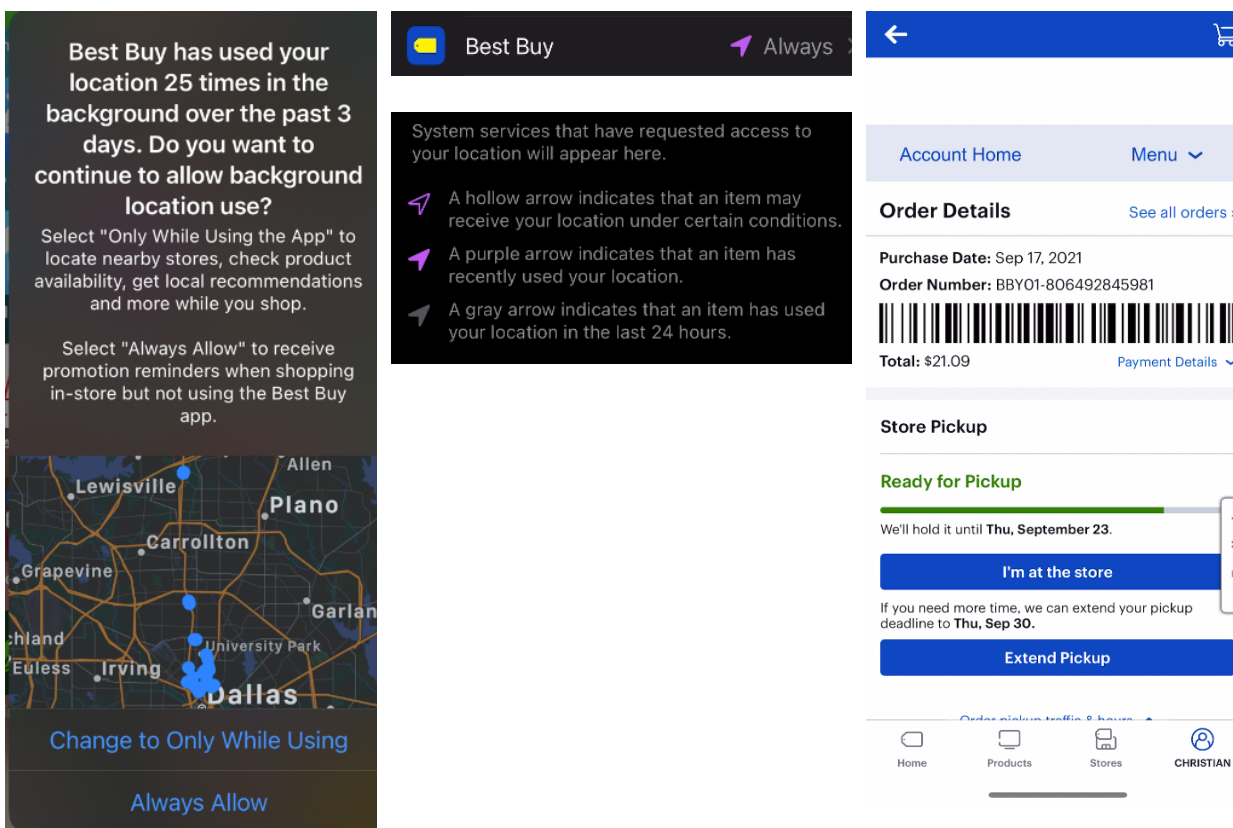 Best Buy has used your
location 25 times in the
background over the past 3
days. Do you want to
continue to allow background
location use?
Select "Only While Using the App" to
locate nearby stores, check product
availability, get local recommendations
and more while you shop.
Select "Always Allow" to receive
promotion reminders when shopping
in-store but not using the Best Buy
app.
Allen
Lewisville
Plano
Carrollton
Grapevine
Garlan
hland
University Park
Euless
Irving
Dallas
Change to Only While Using
Always Allow
Best Buy
Always
System services that have requested access to
your location will appear here.
A hollow arrow indicates that an item may
receive your location under certain conditions.
A purple arrow indicates that an item has
recently used your location.
A gray arrow indicates that an item has used
your location in the last 24 hours.
Account Home
Menu
Order Details
See all orders
Purchase Date: Sep 17, 2021
Order Number: BBY01-806492845981
Total: $21.09
Payment Details
Store Pickup
Ready for Pickup
We'll hold it until Thu, September 23.
I'm at the store
If you need more time, we can extend your pickup
deadline to Thu, Sep 30.
Extend Pickup
Order pickup traffic & hours
Home
Products
Stores
CHRISTIAN